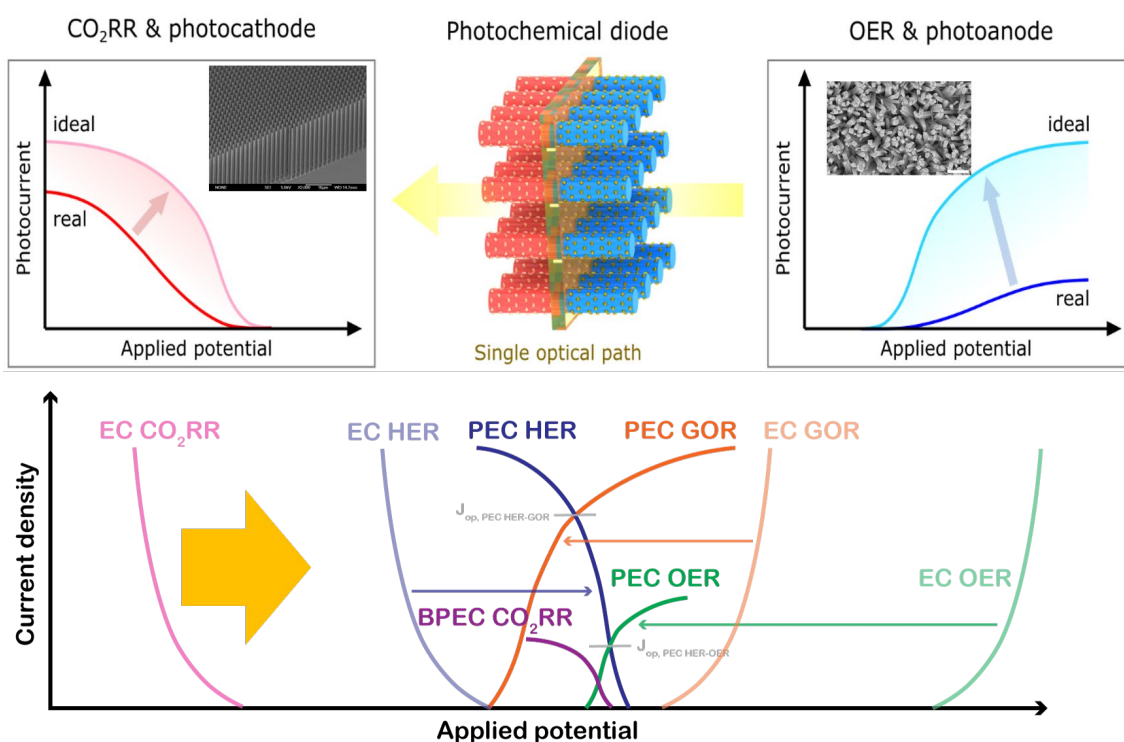 CO₂RR & photocathode
Photochemical diode
OER & photoanode
ideal
real
Photocurrent
Applied potential
Single optical path
ideal
real
Photocurrent
Applied potential
EC CO₂RR
EC HER
PEC HER
PEC GOR
EC GOR
J op, PEC HER-GOR
PEC OER
EC OER
BPEC CO₂RR
J op, PEC HER-OER
Current density
Applied potential